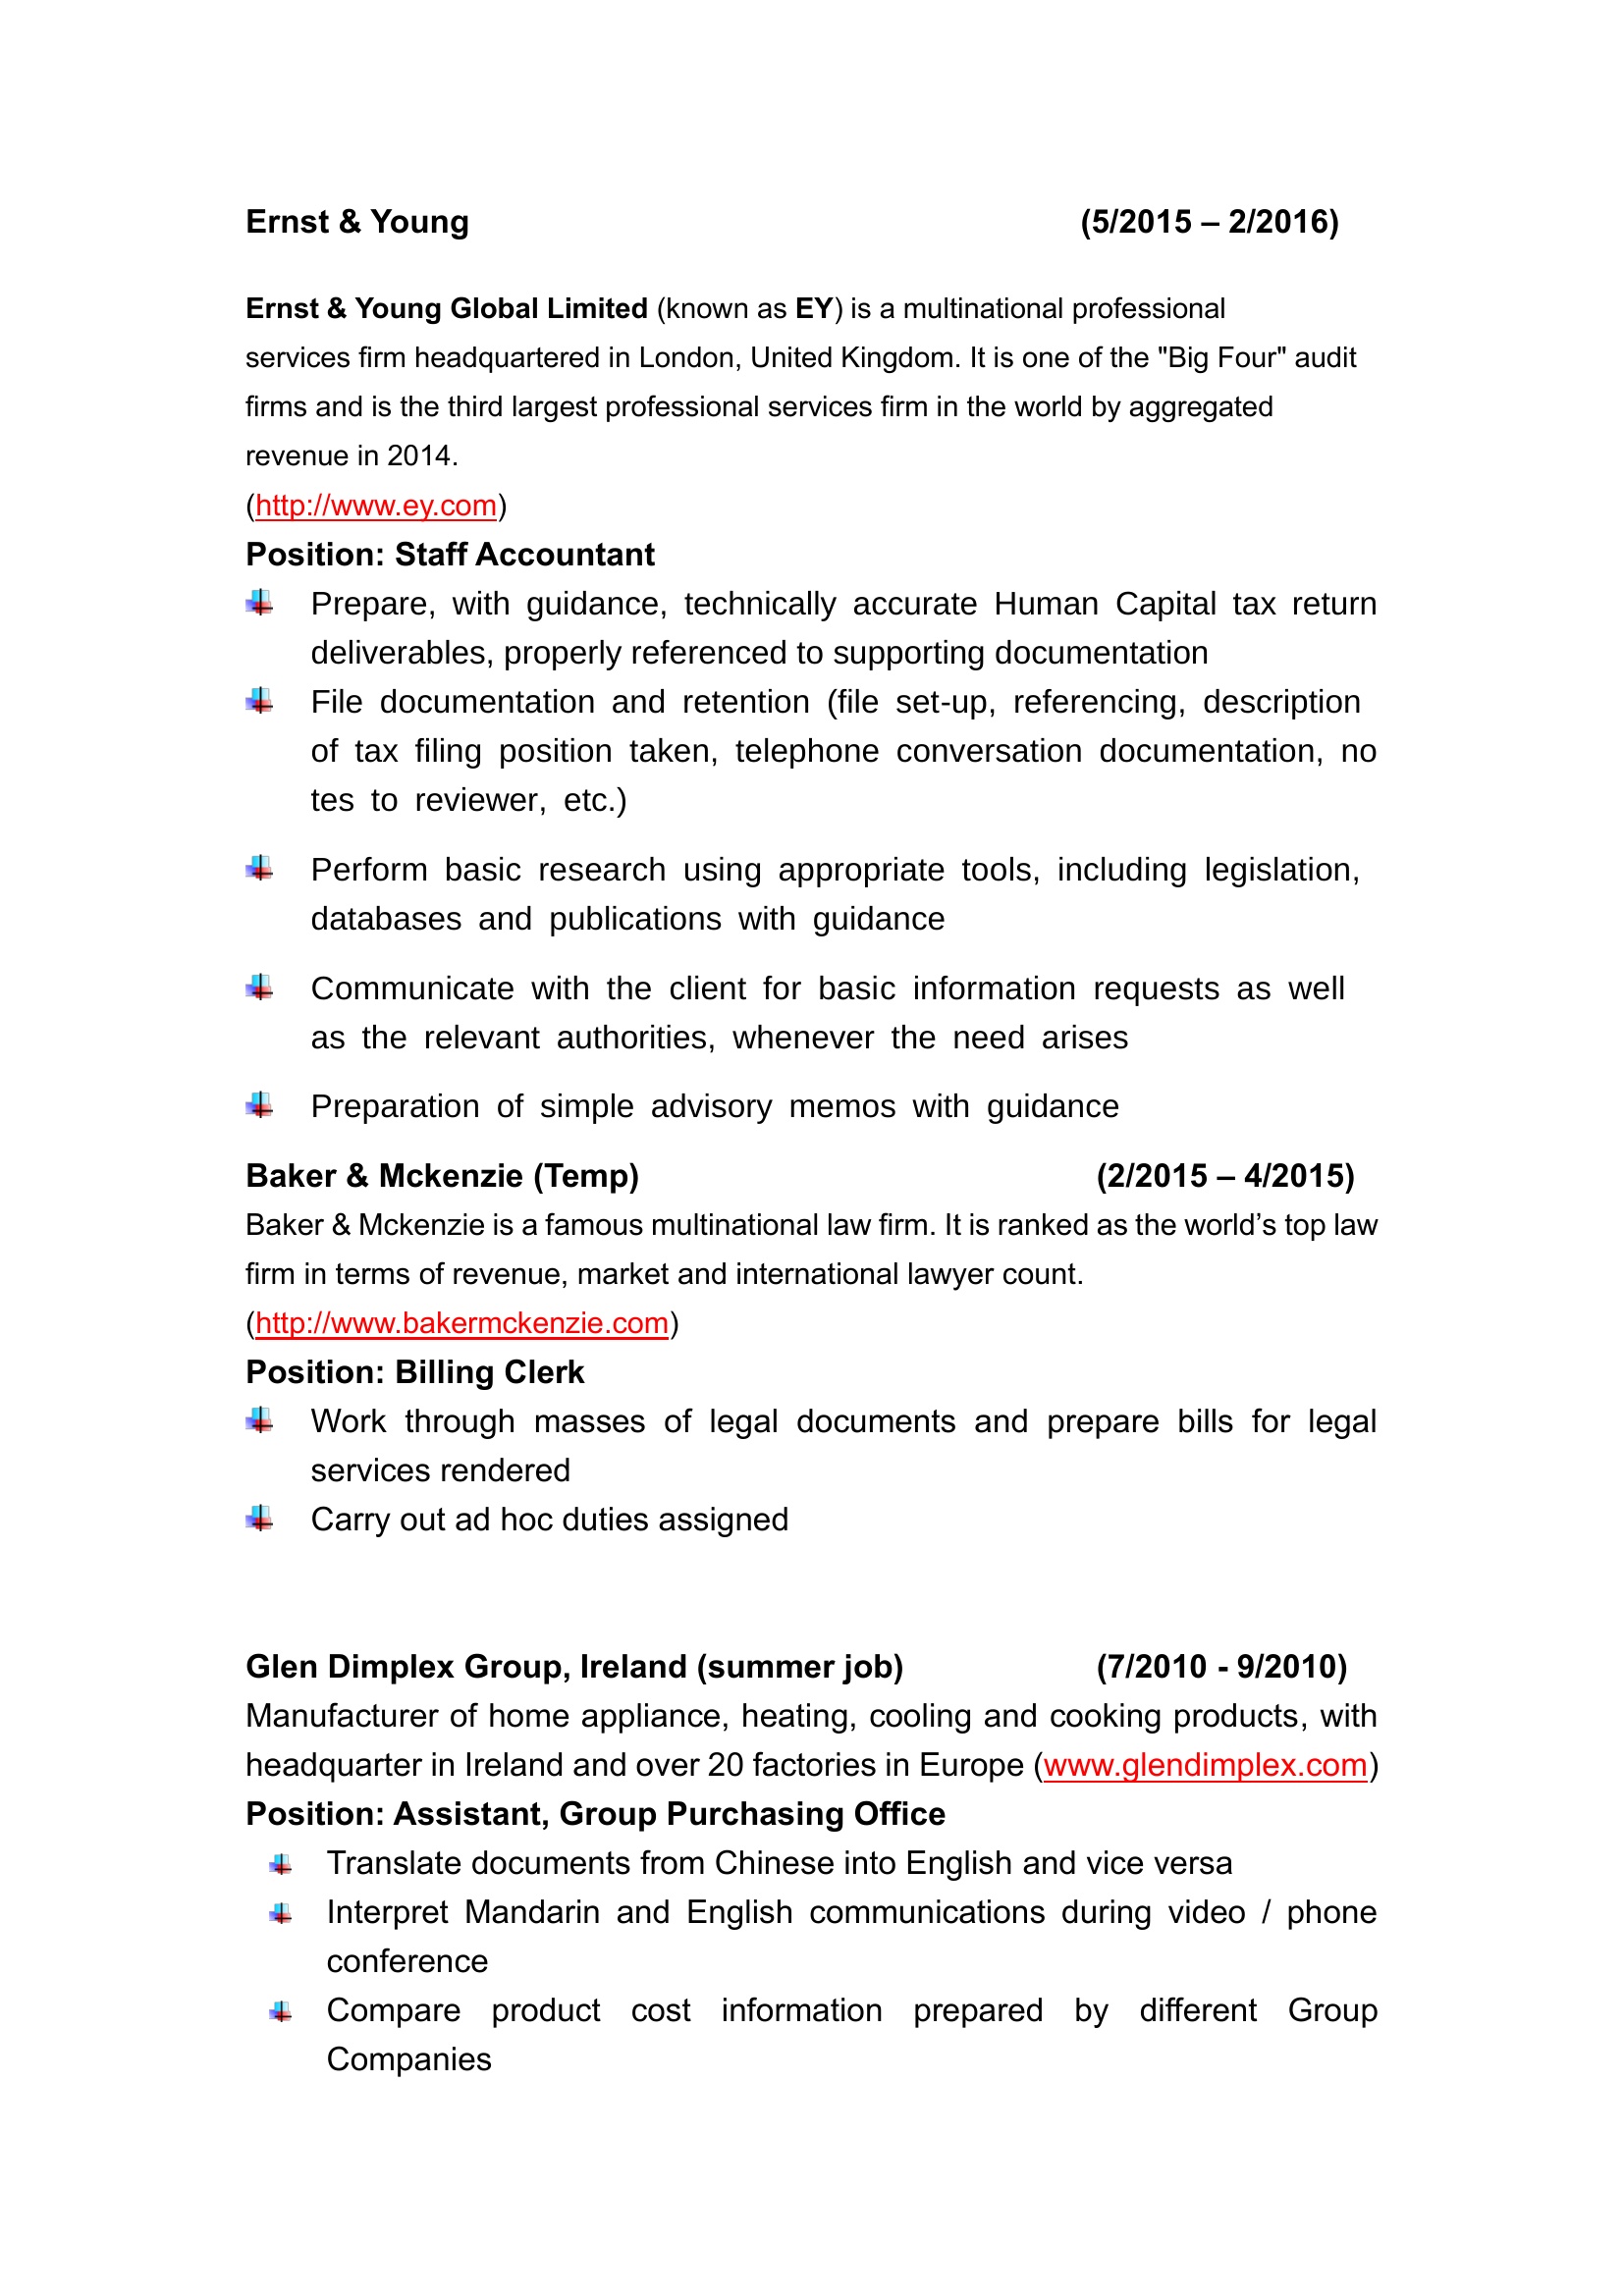 Ernst & Young (5/2015 – 2/2016)
Ernst & Young Global Limited (known as EY) is a multinational professional
services firm headquartered in London, United Kingdom. It is one of the "Big Four" audit
firms and is the third largest professional services firm in the world by aggregated
revenue in 2014.
(http://www.ey.com)
Position: Staff Accountant
Prepare, with guidance, technically accurate Human Capital tax return
deliverables, properly referenced to supporting documentation
File documentation and retention (file set-up, referencing, description
of tax filing position taken, telephone conversation documentation, no
tes to reviewer, etc.)
Perform basic research using appropriate tools, including legislation,
databases and publications with guidance
Communicate with the client for basic information requests as well
as the relevant authorities, whenever the need arises
Preparation of simple advisory memos with guidance
Baker & Mckenzie (Temp) (2/2015 – 4/2015)
Baker & Mckenzie is a famous multinational law firm. It is ranked as the world’s top law
firm in terms of revenue, market and international lawyer count.
(http://www.bakermckenzie.com)
Position: Billing Clerk
Work through masses of legal documents and prepare bills for legal
services rendered
Carry out ad hoc duties assigned
Glen Dimplex Group, Ireland (summer job) (7/2010 - 9/2010)
Manufacturer of home appliance, heating, cooling and cooking products, with
headquarter in Ireland and over 20 factories in Europe (www.glendimplex.com)
Position: Assistant, Group Purchasing Office
Translate documents from Chinese into English and vice versa
Interpret Mandarin and English communications during video / phone
conference
Compare product cost information prepared by different Group
Companies